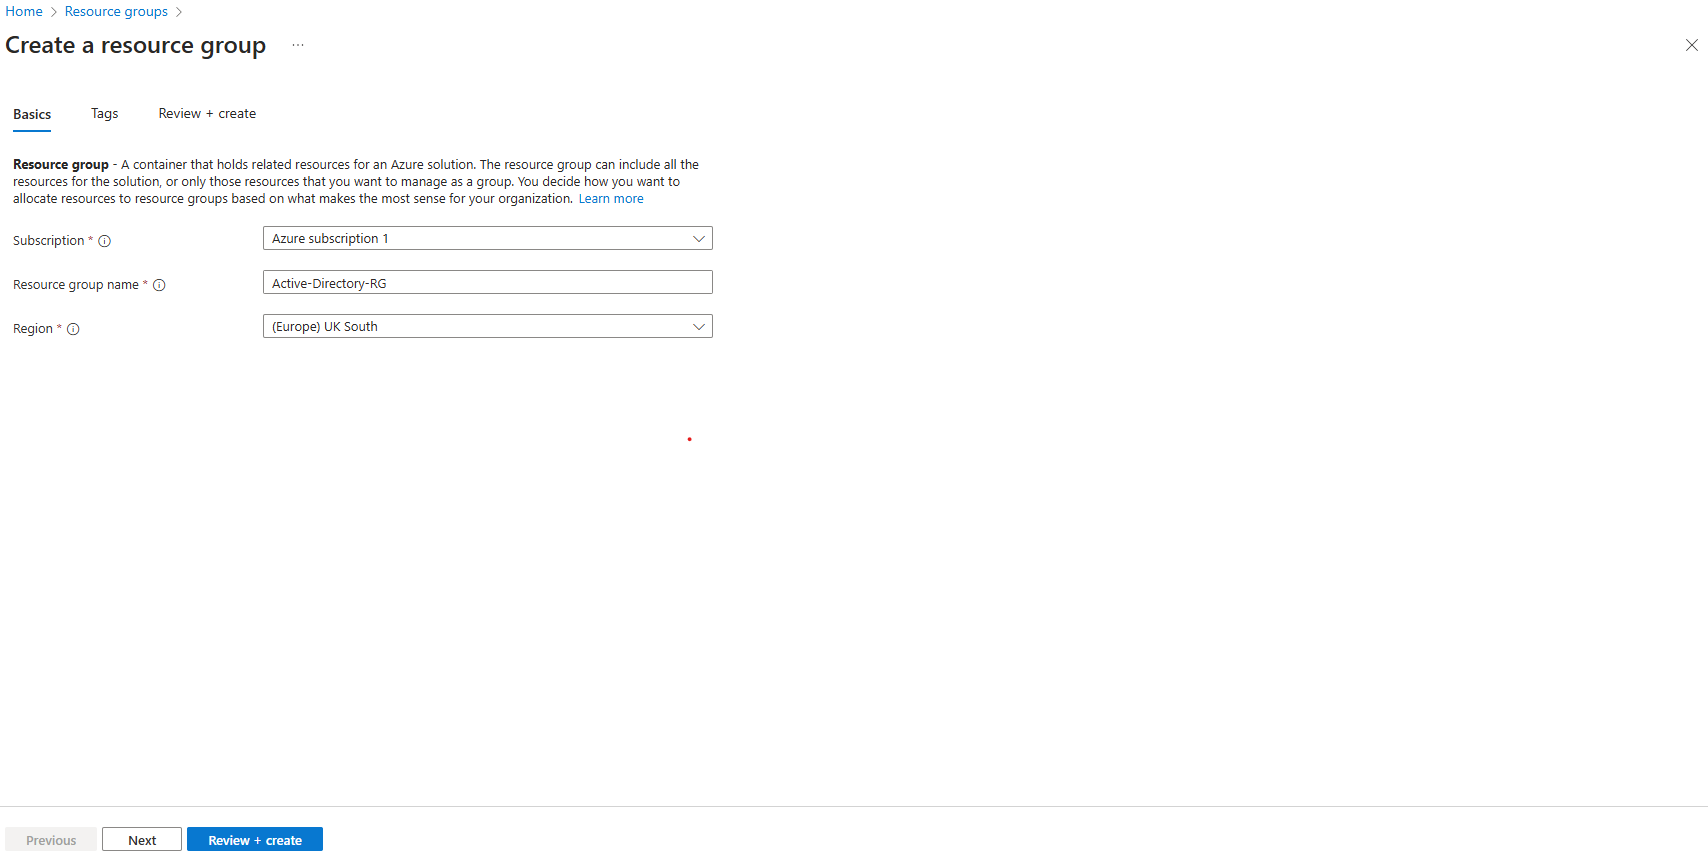 Home > Resource groups >
Create a resource group ...
Basics Tags Review + create
Resource group - A container that holds related resources for an Azure solution. The resource group can include all the
resources for the solution, or only those resources that you want to manage as a group. You decide how you want to
allocate resources to resource groups based on what makes the most sense for your organization. Learn more
Subscription * Azure subscription 1
Resource group name * Active-Directory-RG
Region * (Europe) UK South
Previous Next Review + create